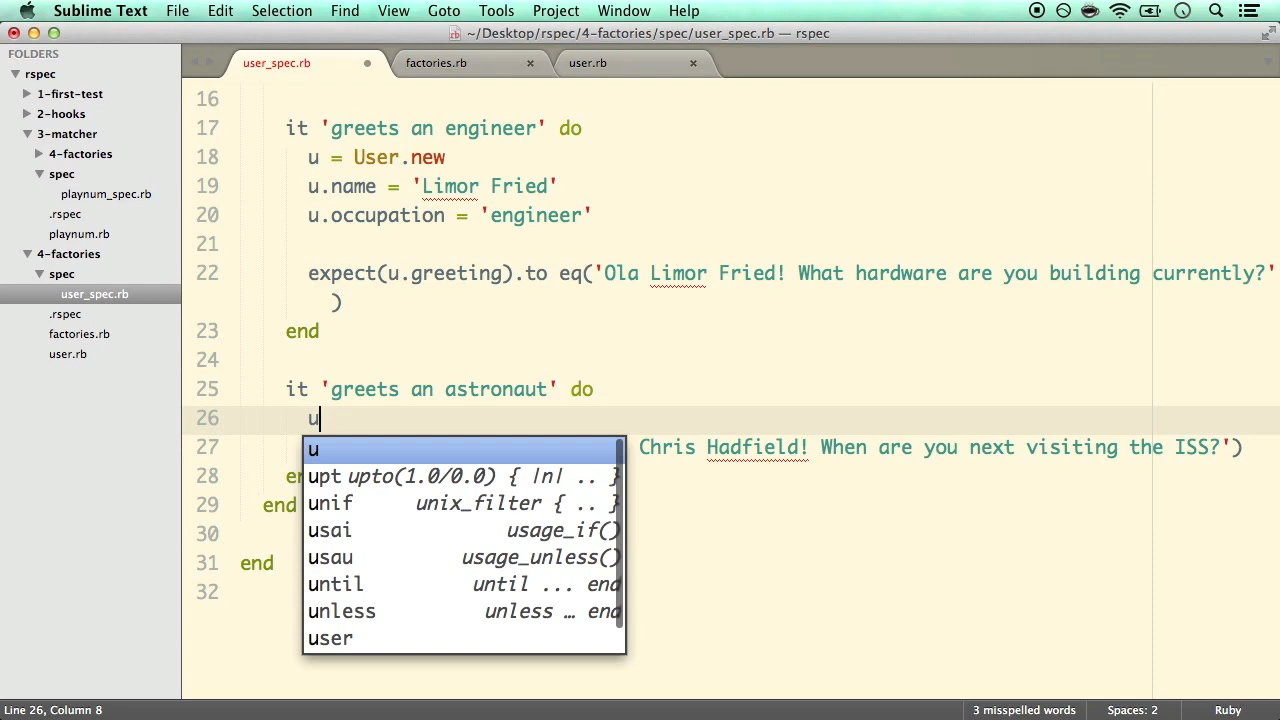 Sublime Text File Edit Selection Find View Goto Tools Project Window Help
~/Desktop/rspec/4-factories/spec/user_spec.rb — rspec
FOLDERS
rspec
1-first-test
2-hooks
3-matcher
4-factories
spec
playnum_spec.rb
.rspec
playnum.rb
4-factories
spec
user_spec.rb
.rspec
factories.rb
user.rb
user_spec.rb factories.rb user.rb
16
17 it 'greets an engineer' do
18 u = User.new
19 u.name = 'Limor Fried'
20 u.occupation = 'engineer'
21
22 expect(u.greeting).to eq('Ola Limor Fried! What hardware are you building currently?'
)
23 end
24
25 it 'greets an astronaut' do
26 u
27 Chris Hadfield! When are you next visiting the ISS?')
28 en
29 end
30
31 end
32
u
upt upto(1.0/0.0) { |n| .. }
unif unix_filter { .. }
usai usage_if()
usau usage_unless()
until until ... end
unless unless … end
user
Line 26, Column 8 3 misspelled words Spaces: 2 Ruby